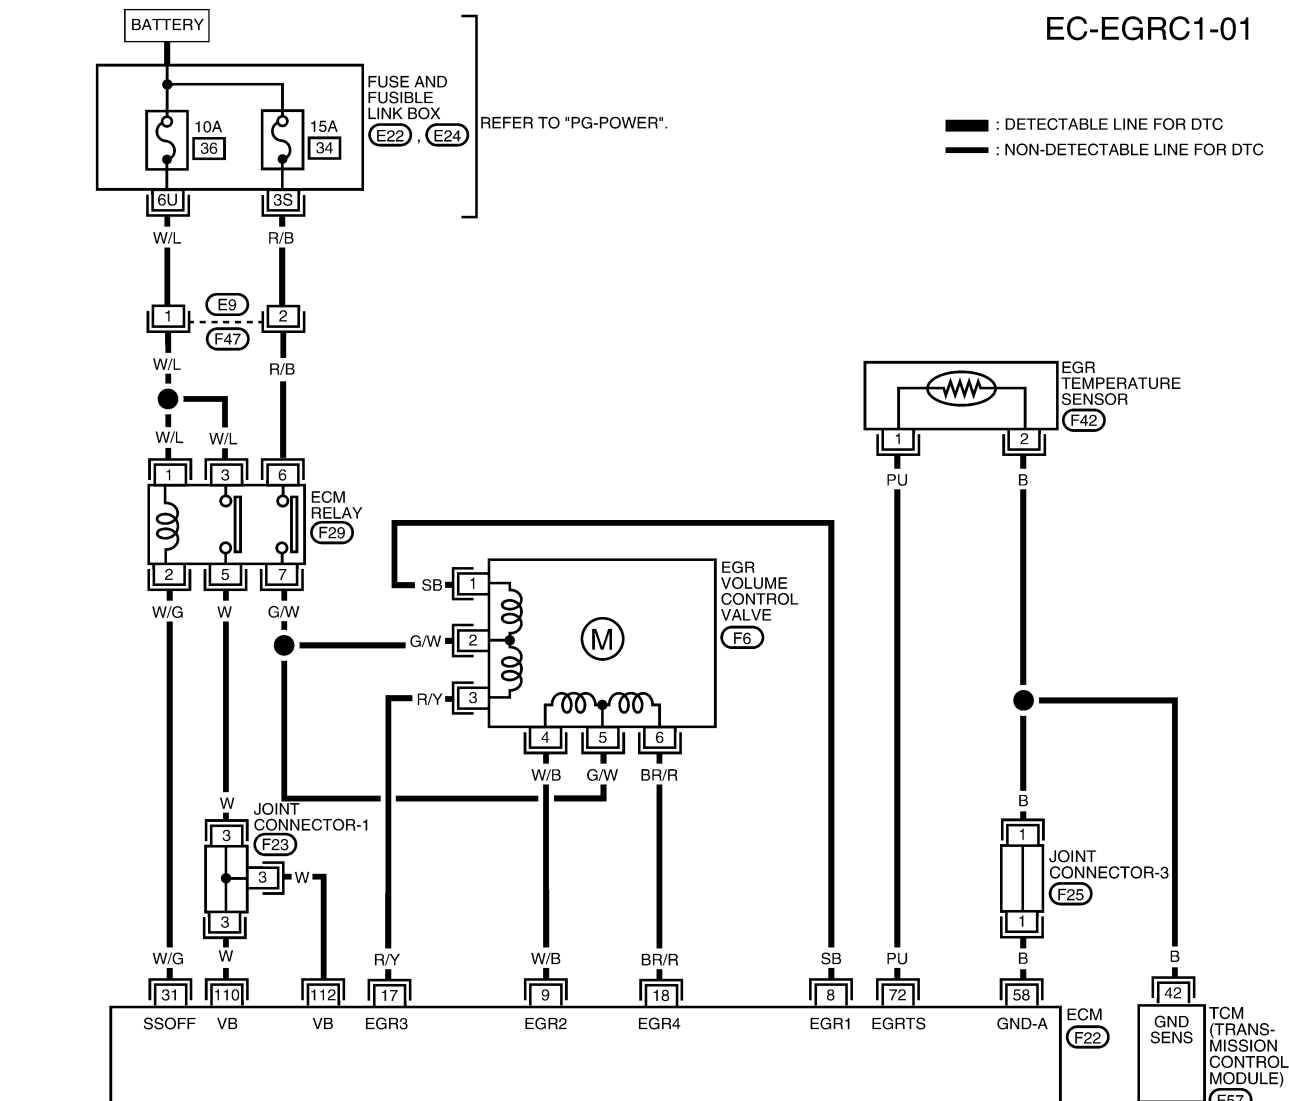 BATTERY
EC-EGRC1-01
FUSE AND
FUSIBLE
LINK BOX
E22 , E24
REFER TO "PG-POWER".
10A
36
15A
34
: DETECTABLE LINE FOR DTC
: NON-DETECTABLE LINE FOR DTC
6U 3S
W/L R/B
E9
1 2
F47
W/L R/B
W/L W/L
1 3 6
ECM
RELAY
F29
2 5 7
W/G W G/W
EGR
TEMPERATURE
SENSOR
F42
1 2
PU B
EGR
VOLUME
CONTROL
VALVE
F6
SB 1
G/W 2
M
R/Y 3
4 5 6
W/B G/W BR/R
W
JOINT
CONNECTOR-1
F23
3
3 W
3
B
1
JOINT
CONNECTOR-3
F25
1
W/G W R/Y W/B BR/R SB PU B B
31 110 112 17 9 18 8 72 58 42
SSOFF VB VB EGR3 EGR2 EGR4 EGR1 EGRTS GND-A
ECM
F22
GND
SENS
TCM
(TRANS-
MISSION
CONTROL
MODULE)
F57